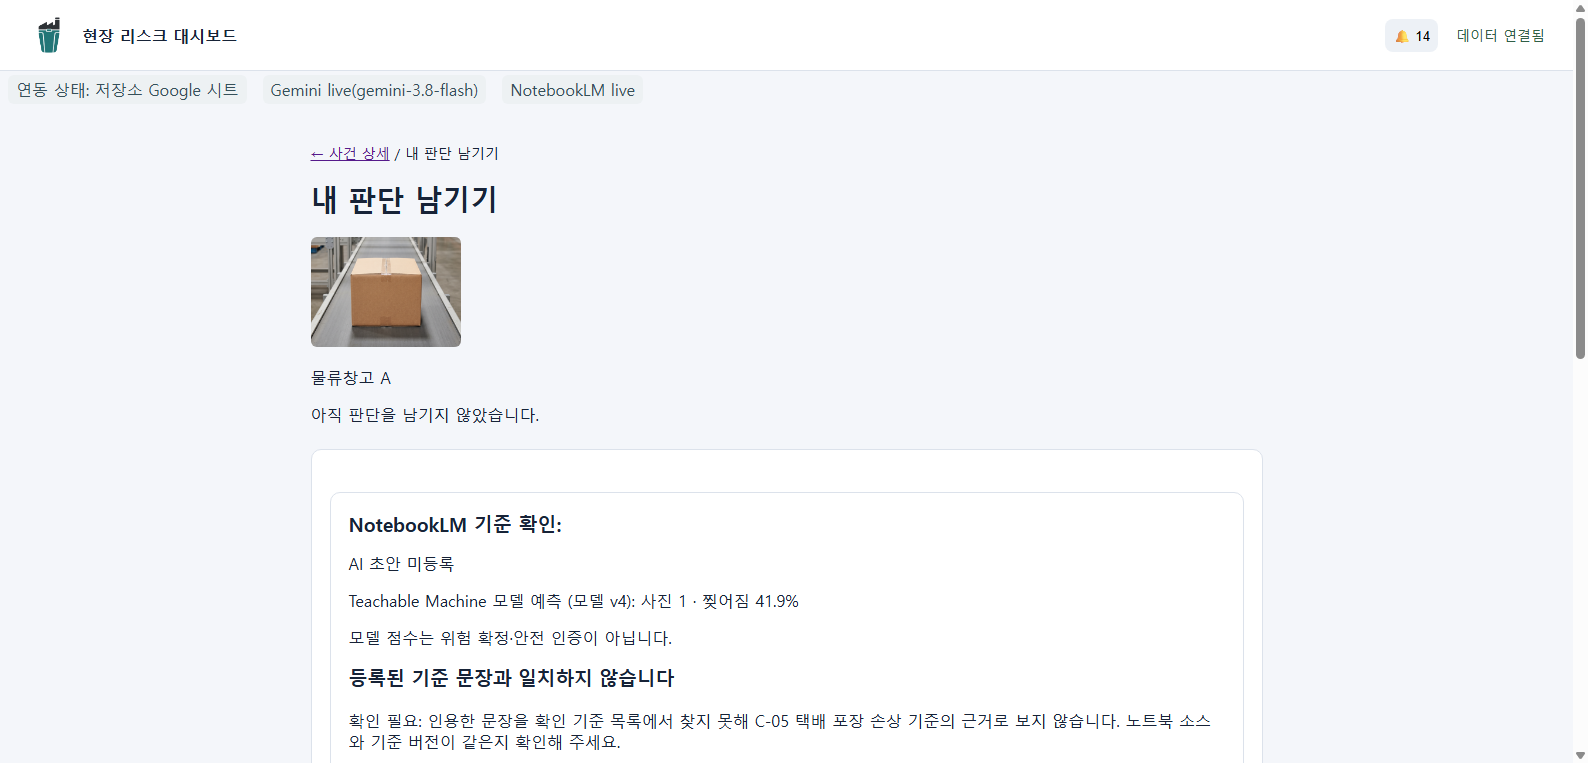 현장 리스크 대시보드
🔔 14
데이터 연결됨
연동 상태: 저장소 Google 시트
Gemini live(gemini-3.8-flash)
NotebookLM live
← 사건 상세 / 내 판단 남기기
내 판단 남기기
물류창고 A
아직 판단을 남기지 않았습니다.
NotebookLM 기준 확인:
AI 초안 미등록
Teachable Machine 모델 예측 (모델 v4): 사진 1 · 찢어짐 41.9%
모델 점수는 위험 확정·안전 인증이 아닙니다.
등록된 기준 문장과 일치하지 않습니다
확인 필요: 인용한 문장을 확인 기준 목록에서 찾지 못해 C-05 택배 포장 손상 기준의 근거로 보지 않습니다. 노트북 소스
와 기준 버전이 같은지 확인해 주세요.